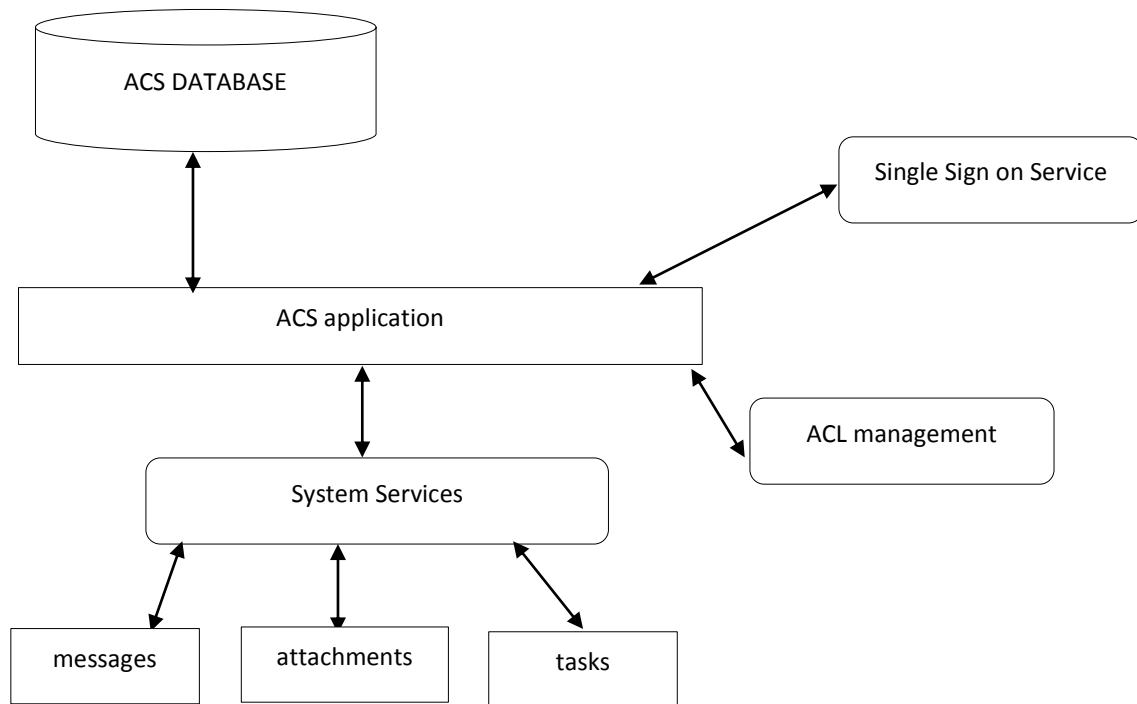 ACS DATABASE
Single Sign on Service
ACS application
ACL management
System Services
messages
attachments
tasks